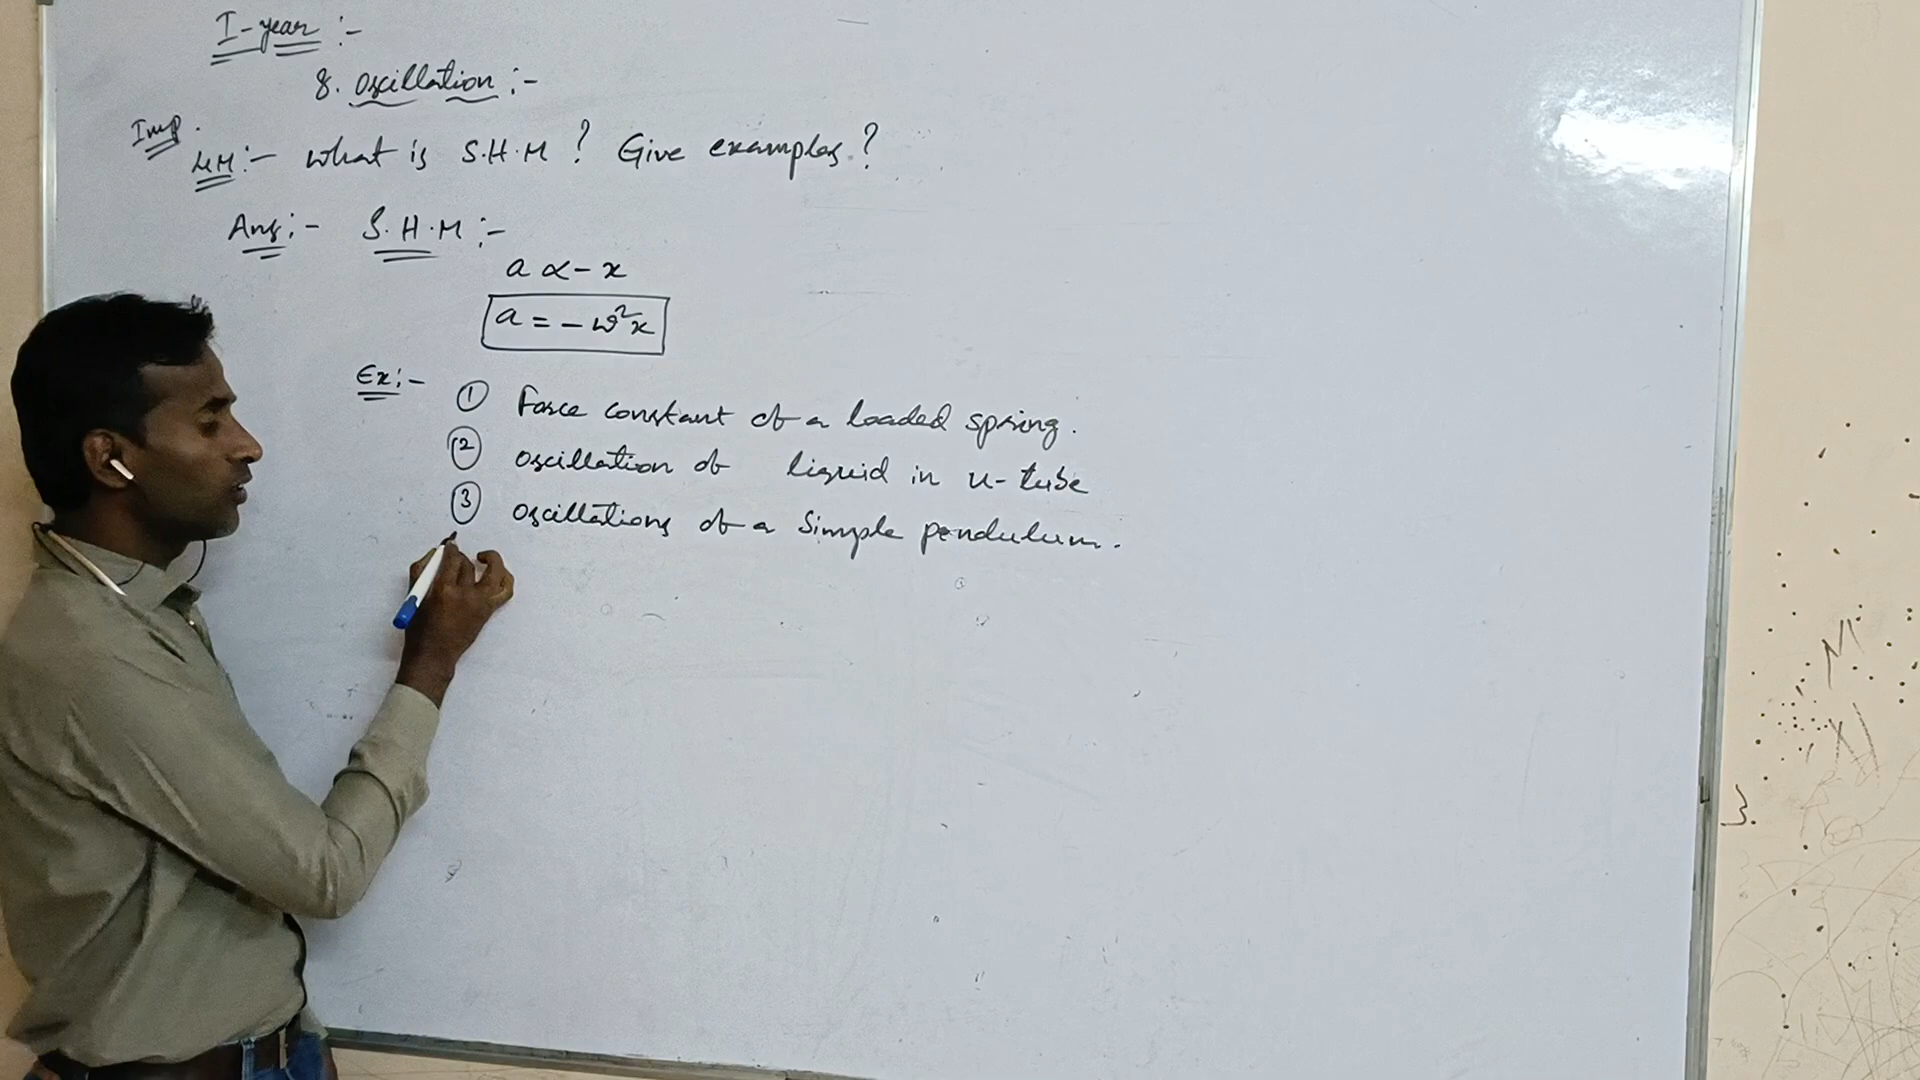 I-year :-
8. Oscillation :-
Imp.
4M :- What is S.H.M ? Give examples. ?
Ans :- S.H.M :-
a ∝ - x
a = - ω²x
Ex :- ① Force constant of a loaded spring.
② Oscillation of liquid in u-tube
③ Oscillations of a Simple pendulum.